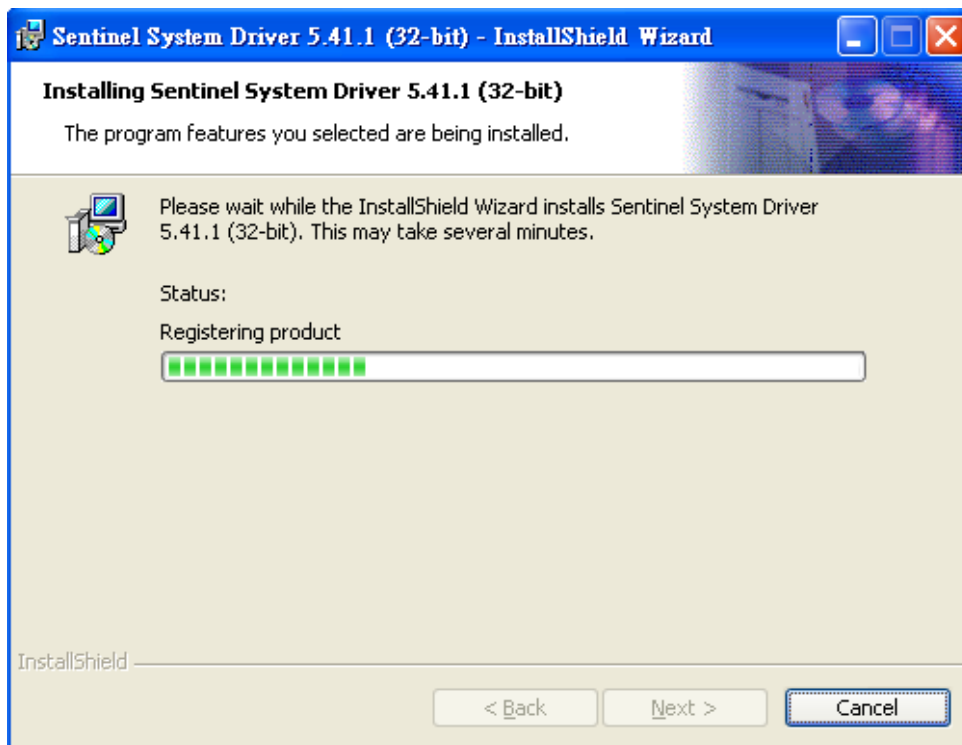 Sentinel System Driver 5.41.1 (32-bit) - InstallShield Wizard
Installing Sentinel System Driver 5.41.1 (32-bit)
The program features you selected are being installed.
Please wait while the InstallShield Wizard installs Sentinel System Driver
5.41.1 (32-bit). This may take several minutes.
Status:
Registering product
InstallShield
< Back
Next >
Cancel